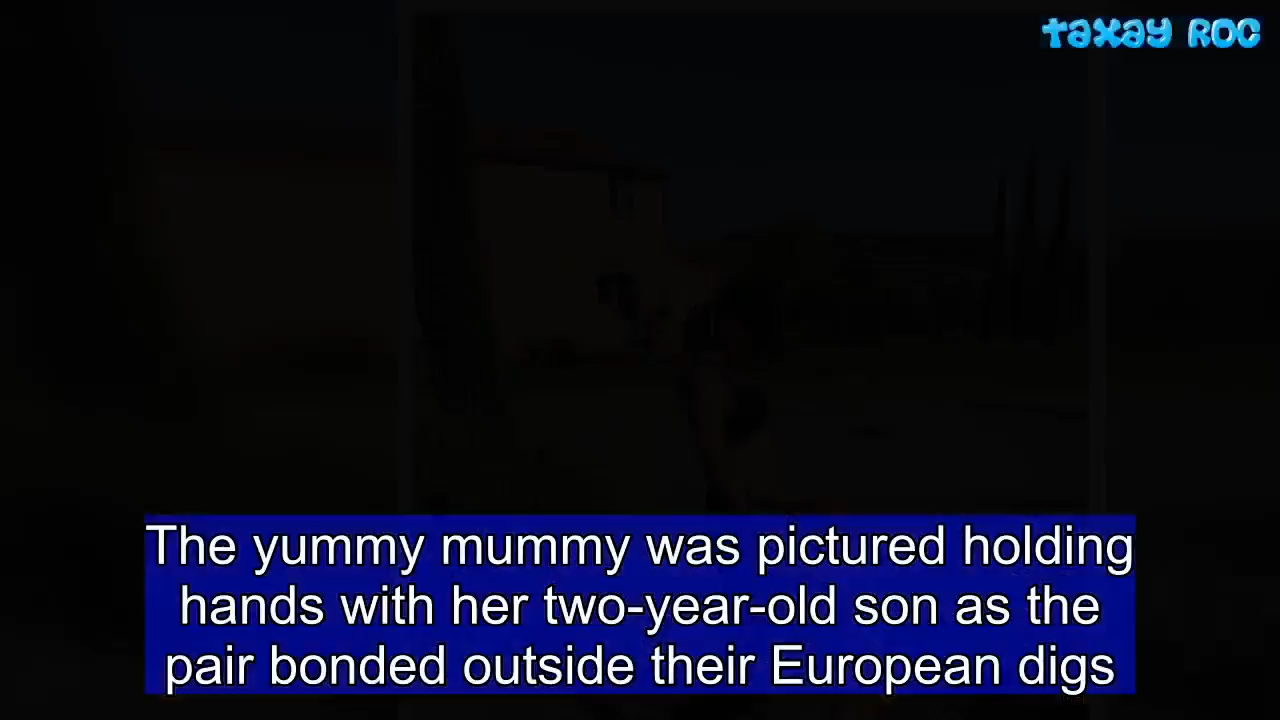 TaXaY ROC
The yummy mummy was pictured holding
hands with her two-year-old son as the
pair bonded outside their European digs